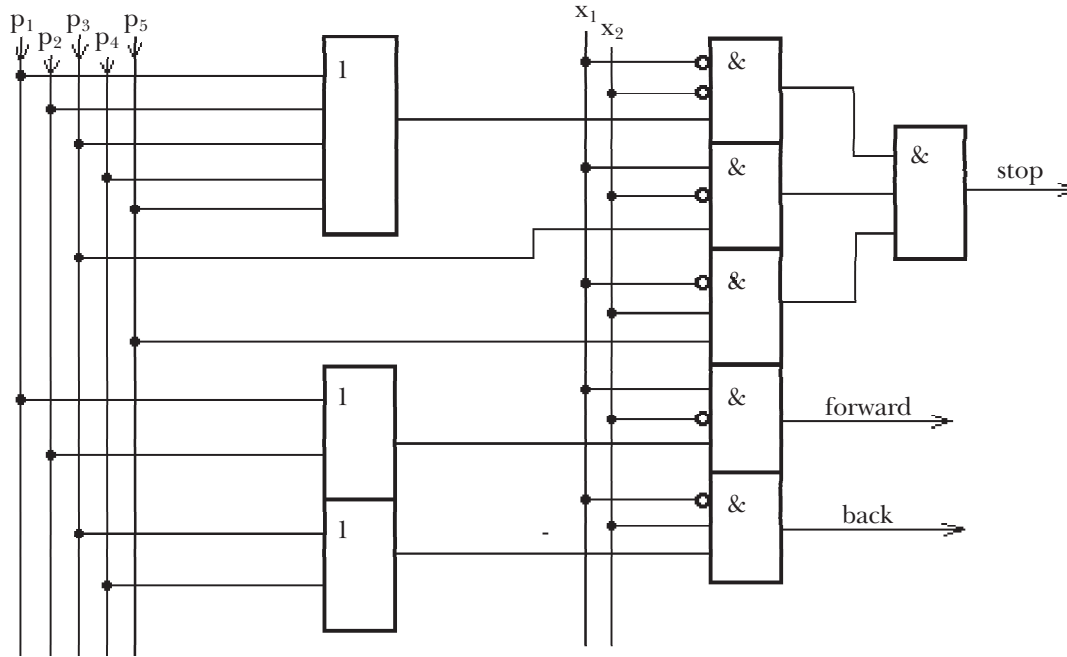 p₁ p₂ p₃ p₄ p₅
x₁ x₂
1
&
&
&
stop
&
1
&
forward
1
&
back